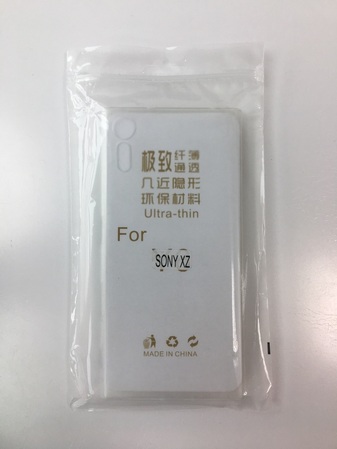 极致 纤薄 通透
几近隐形
环保材料
Ultra-thin
For
SONY XZ
MADE IN CHINA